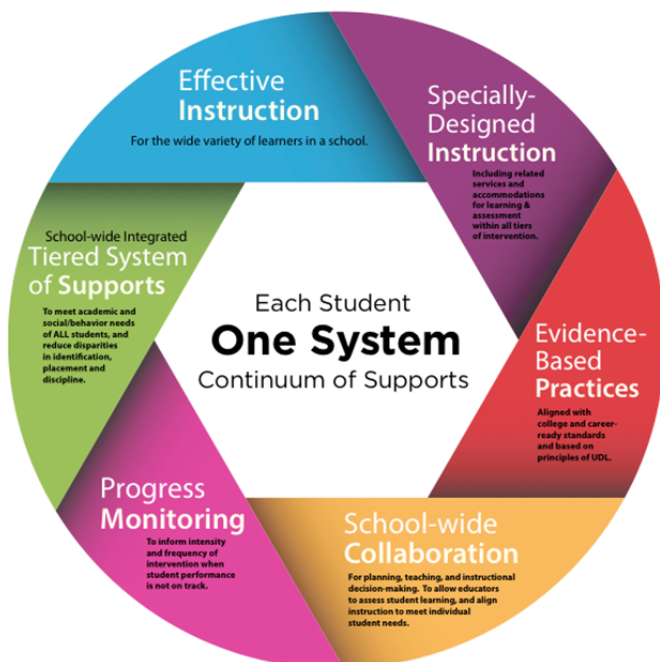 Effective
Instruction
For the wide variety of learners in a school.
Specially-
Designed
Instruction
Including related
services and
accommodations
for learning &
assessment
within all tiers
of intervention.
Evidence-
Based
Practices
Aligned with
college and career-
ready standards
and based on
principles of UDL.
School-wide
Collaboration
For planning, teaching, and instructional
decision-making. To allow educators
to assess student learning, and align
instruction to meet individual
student needs.
Progress
Monitoring
To inform intensity
and frequency of
intervention when
student performance
is not on track.
School-wide Integrated
Tiered System
of Supports
To meet academic and
social/behavior needs
of ALL students, and
reduce disparities
in identification,
placement and
discipline.
Each Student
One System
Continuum of Supports